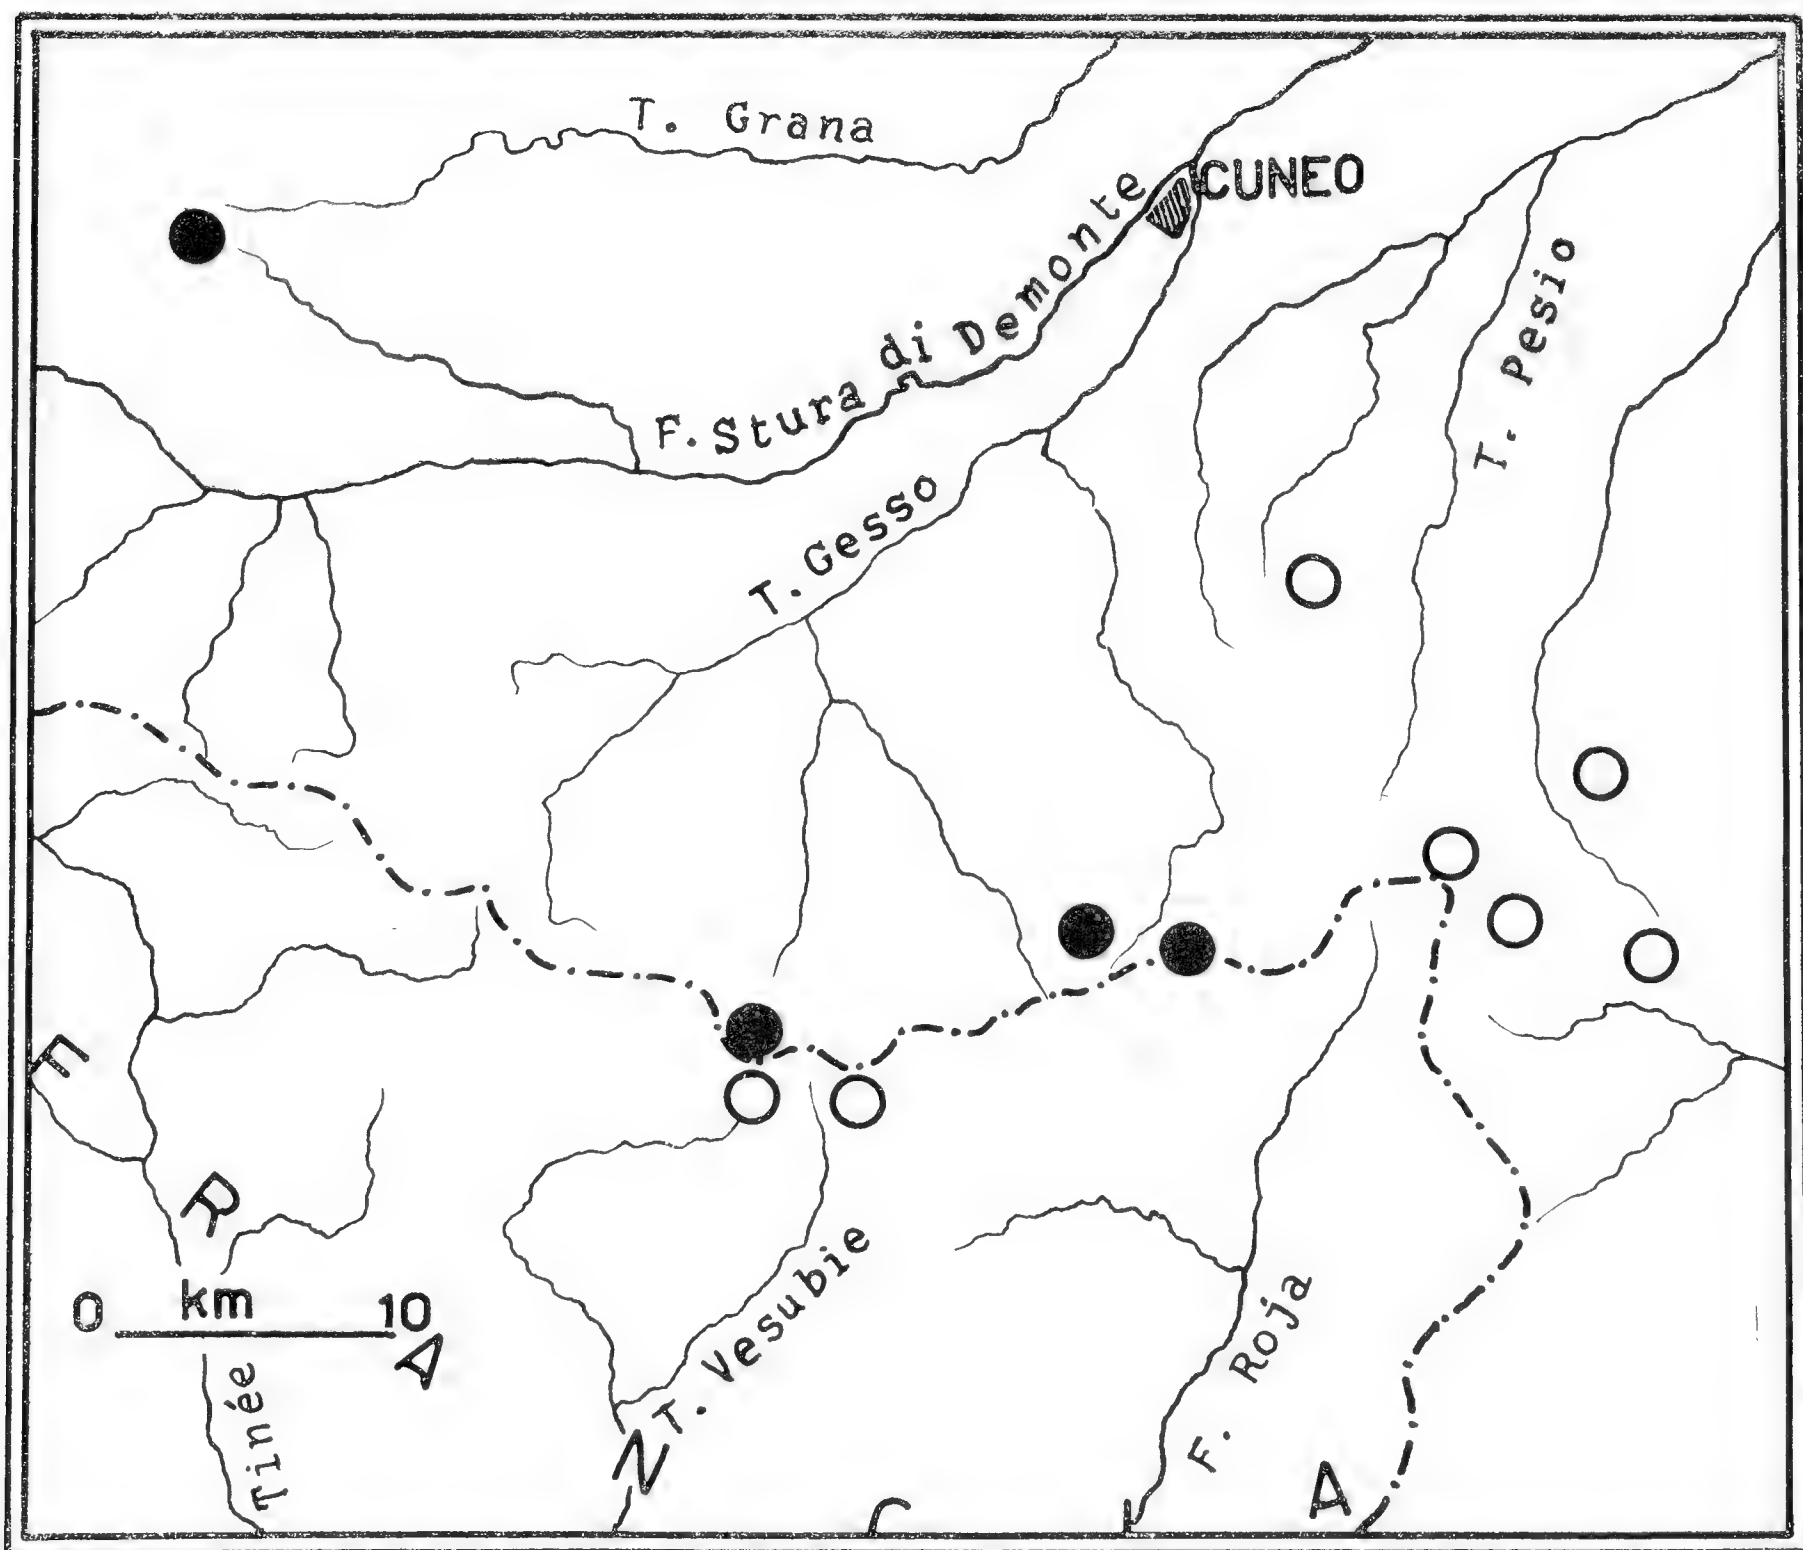 T. Grana
CUNEO
F. Stura di Demonte
T. Pesio
T. Gesso
F R A N C I A
0 km 10
T. Vesubie
F. Roja
Tinée